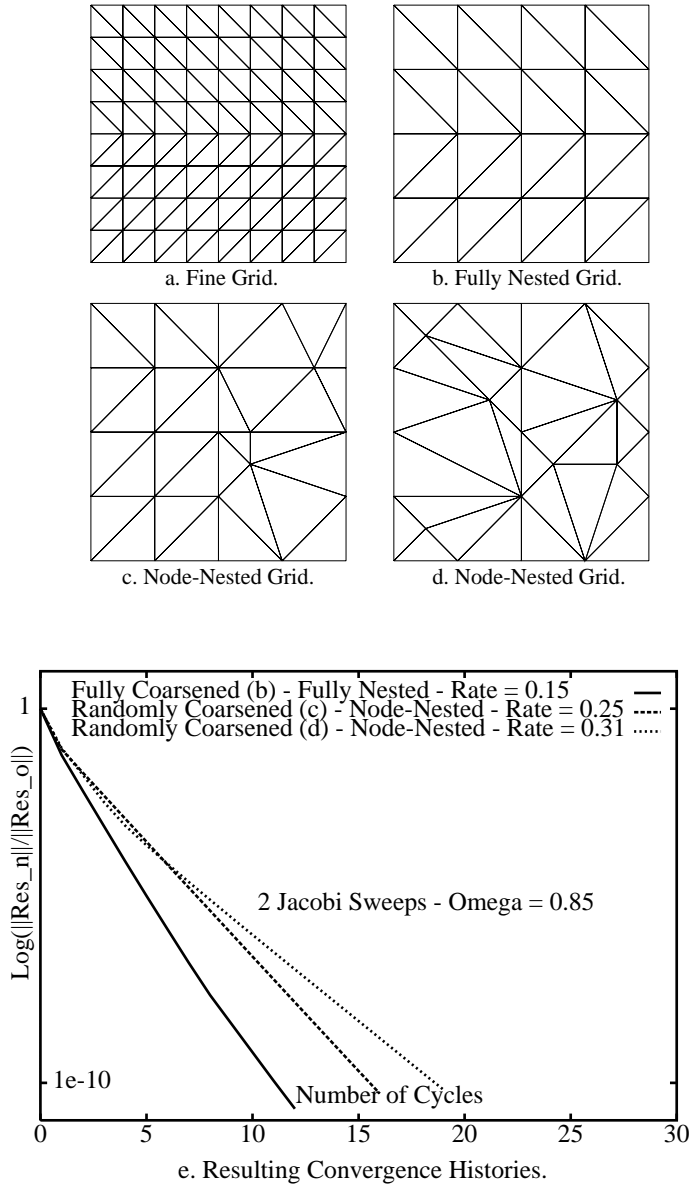 a. Fine Grid.
b. Fully Nested Grid.
c. Node-Nested Grid.
d. Node-Nested Grid.
Fully Coarsened (b) - Fully Nested - Rate = 0.15
Randomly Coarsened (c) - Node-Nested - Rate = 0.25
Randomly Coarsened (d) - Node-Nested - Rate = 0.31
1
Log(||Res_n||/||Res_o||)
2 Jacobi Sweeps - Omega = 0.85
1e-10
Number of Cycles
0 5 10 15 20 25 30
e. Resulting Convergence Histories.